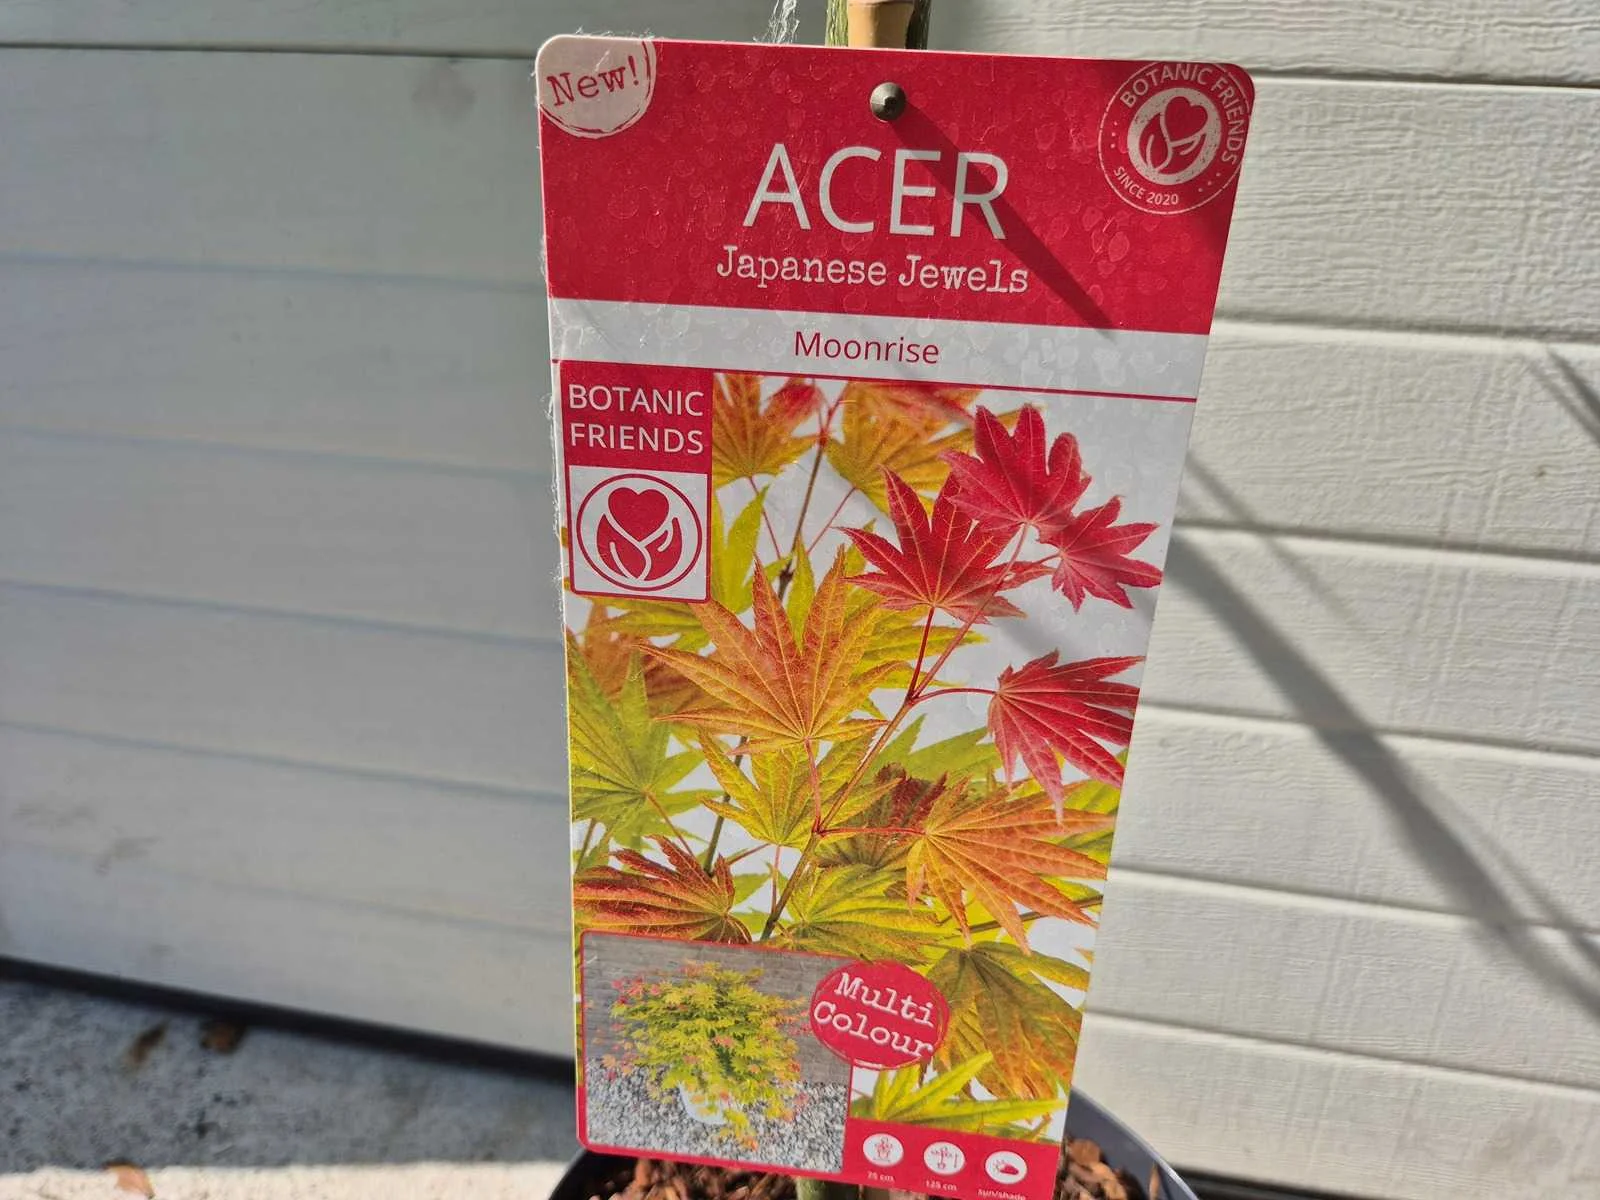 New!
BOTANIC FRIENDS
SINCE 2020
ACER
Japanese Jewels
Moonrise
BOTANIC
FRIENDS
Multi
Colour
75 cm
125 cm
sun/shade